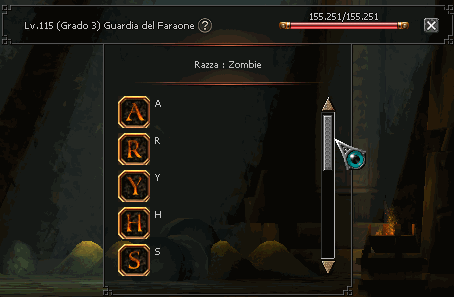 155.251/155.251
Lv.115 (Grado 3) Guardia del Faraone ?
Razza : Zombie
A A
R R
Y Y
H H
S S